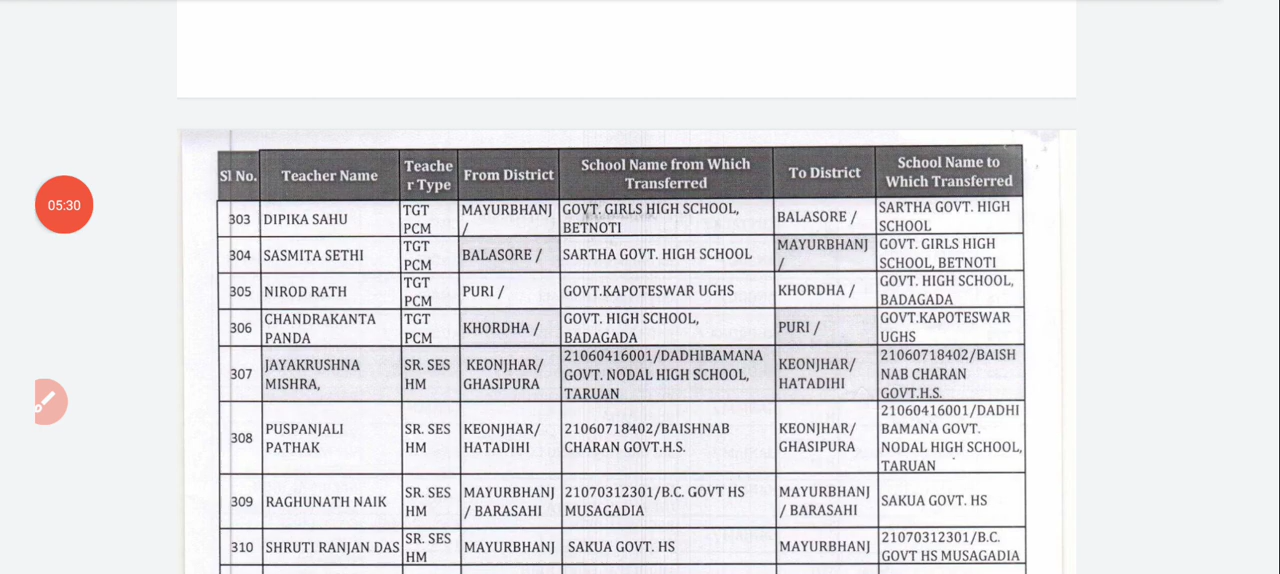 05:30
Sl No. Teacher Name Teache r Type From District School Name from Which Transferred To District School Name to Which Transferred
303 DIPIKA SAHU TGT PCM MAYURBHANJ / GOVT. GIRLS HIGH SCHOOL, BETNOTI BALASORE / SARTHA GOVT. HIGH SCHOOL
304 SASMITA SETHI TGT PCM BALASORE / SARTHA GOVT. HIGH SCHOOL MAYURBHANJ / GOVT. GIRLS HIGH SCHOOL, BETNOTI
305 NIROD RATH TGT PCM PURI / GOVT.KAPOTESWAR UGHS KHORDHA / GOVT. HIGH SCHOOL, BADAGADA
306 CHANDRAKANTA PANDA TGT PCM KHORDHA / GOVT. HIGH SCHOOL, BADAGADA PURI / GOVT.KAPOTESWAR UGHS
307 JAYAKRUSHNA MISHRA, SR. SES HM KEONJHAR/ GHASIPURA 21060416001/DADHIBAMANA GOVT. NODAL HIGH SCHOOL, TARUAN KEONJHAR/ HATADIHI 21060718402/BAISH NAB CHARAN GOVT.H.S.
308 PUSPANJALI PATHAK SR. SES HM KEONJHAR/ HATADIHI 21060718402/BAISHNAB CHARAN GOVT.H.S. KEONJHAR/ GHASIPURA 21060416001/DADHI BAMANA GOVT. NODAL HIGH SCHOOL, TARUAN
309 RAGHUNATH NAIK SR. SES HM MAYURBHANJ / BARASAHI 21070312301/B.C. GOVT HS MUSAGADIA MAYURBHANJ / BARASAHI SAKUA GOVT. HS
310 SHRUTI RANJAN DAS SR. SES HM MAYURBHANJ SAKUA GOVT. HS MAYURBHANJ 21070312301/B.C. GOVT HS MUSAGADIA